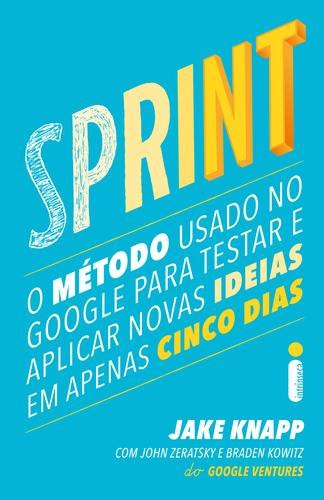 SPRINT
O MÉTODO USADO NO
GOOGLE PARA TESTAR E
APLICAR NOVAS IDEIAS
EM APENAS CINCO DIAS
intrínseca
JAKE KNAPP
COM JOHN ZERATSKY E BRADEN KOWITZ
do GOOGLE VENTURES